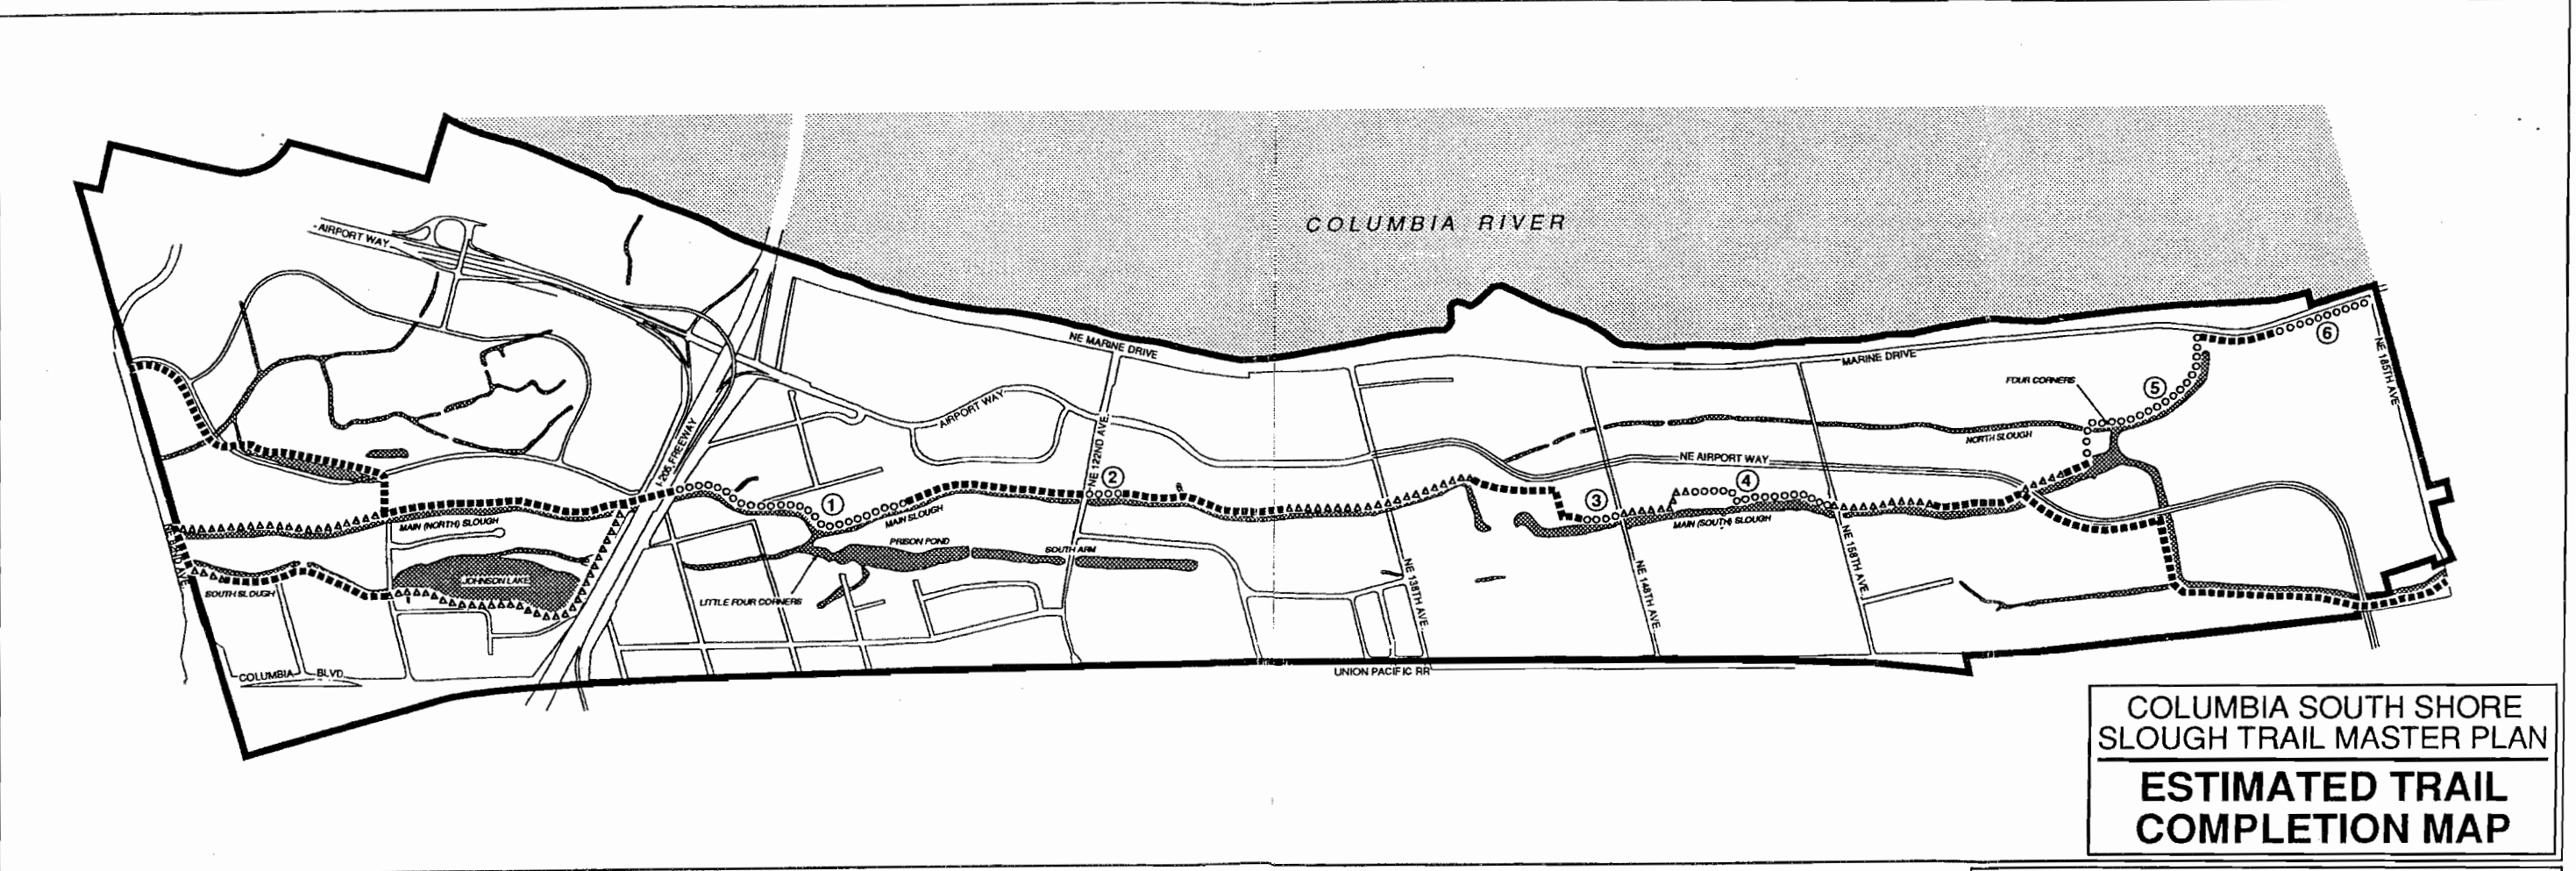 COLUMBIA RIVER
AIRPORT WAY
NE MARINE DRIVE
MARINE DRIVE
NE 185TH AVE.
FOUR CORNERS
6
5
AIRPORT WAY
NE 122ND AVE.
I-205 FREEWAY
NORTH SLOUGH
NE AIRPORT WAY
2
4
1
3
MAIN (NORTH) SLOUGH
MAIN SLOUGH
MAIN (SOUTH) SLOUGH
PRISON POND
SOUTH ARM
JOHNSON LAKE
SOUTH SLOUGH
LITTLE FOUR CORNERS
NE 138TH AVE.
NE 148TH AVE.
NE 158TH AVE.
COLUMBIA BLVD.
UNION PACIFIC RR
COLUMBIA SOUTH SHORE
SLOUGH TRAIL MASTER PLAN
ESTIMATED TRAIL
COMPLETION MAP